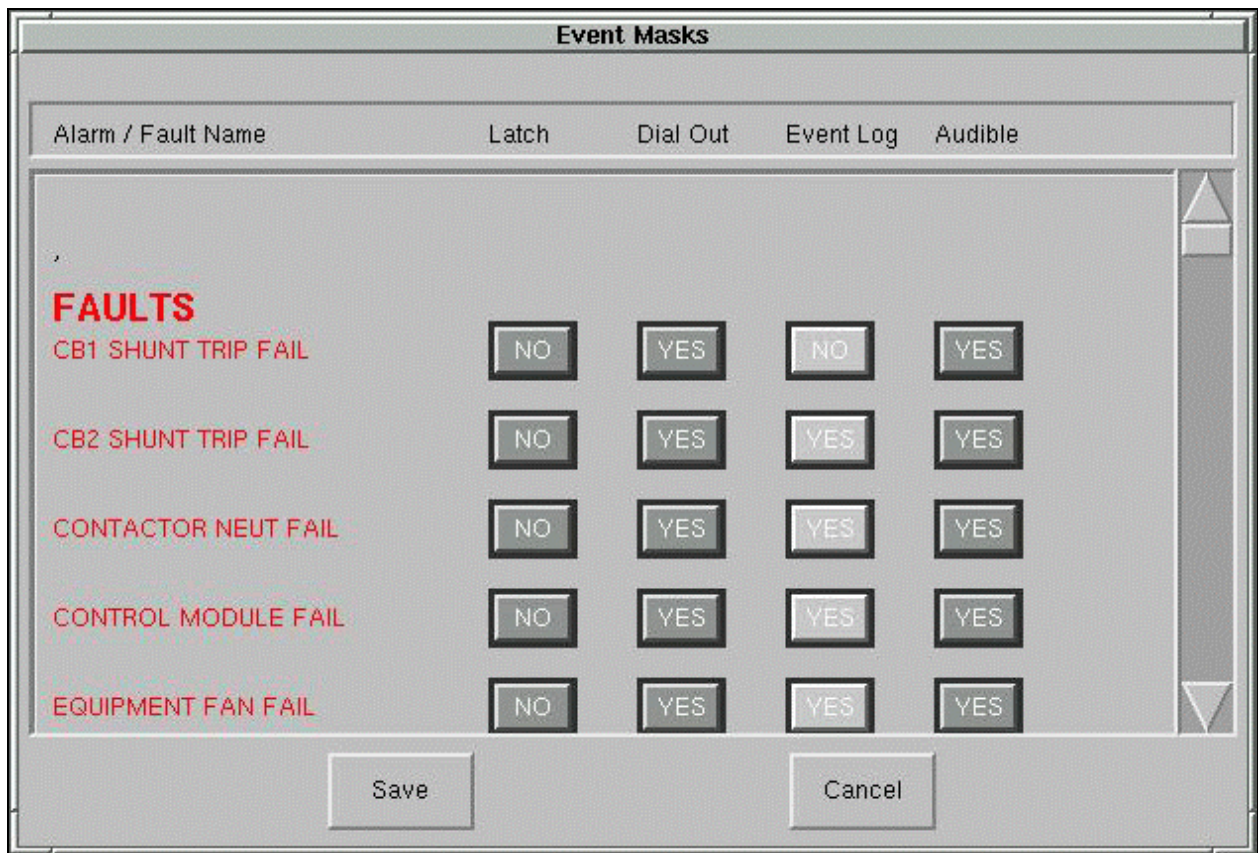 Event Masks
Alarm / Fault Name Latch Dial Out Event Log Audible
,
FAULTS
CB1 SHUNT TRIP FAIL NO YES NO YES
CB2 SHUNT TRIP FAIL NO YES YES YES
CONTACTOR NEUT FAIL NO YES YES YES
CONTROL MODULE FAIL NO YES YES YES
EQUIPMENT FAN FAIL NO YES YES YES
Save Cancel